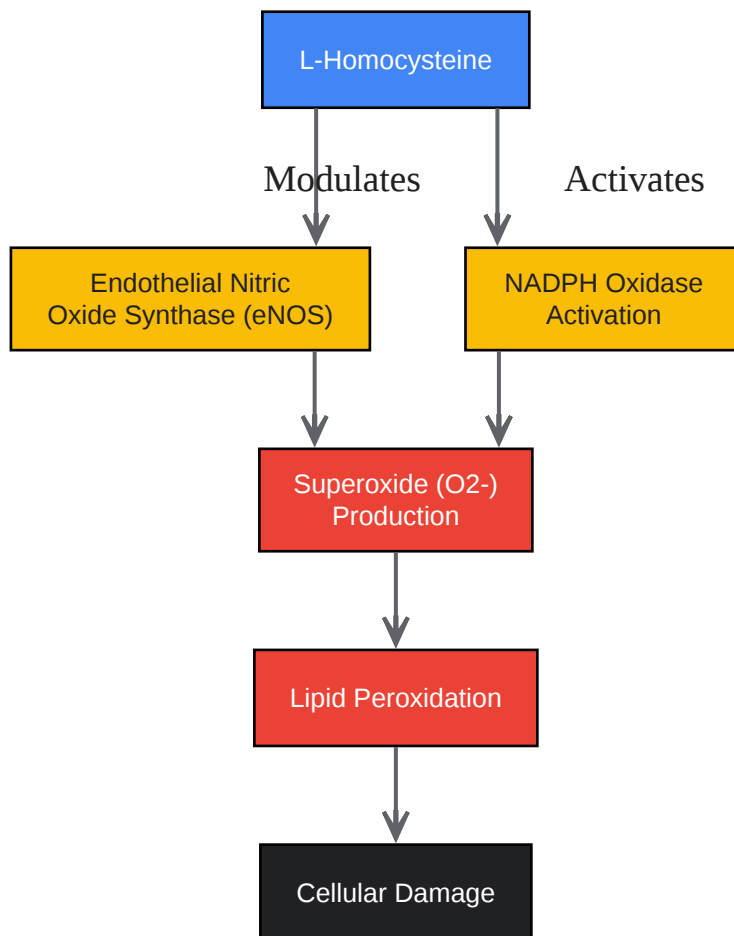 L-Homocysteine
Modulates
Activates
Endothelial Nitric
Oxide Synthase (eNOS)
NADPH Oxidase
Activation
Superoxide (O2-)
Production
Lipid Peroxidation
Cellular Damage